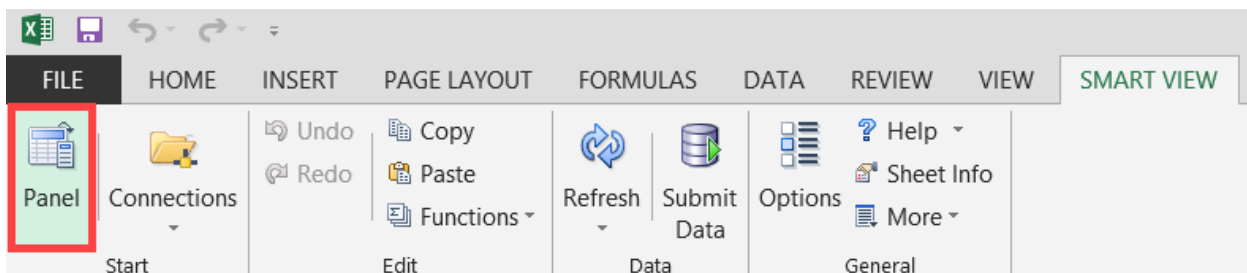 FILE HOME INSERT PAGE LAYOUT FORMULAS DATA REVIEW VIEW SMART VIEW
Panel
Connections
Start
Undo
Redo
Copy
Paste
Functions
Edit
Refresh
Submit
Data
Data
Options
Help
Sheet Info
More
General